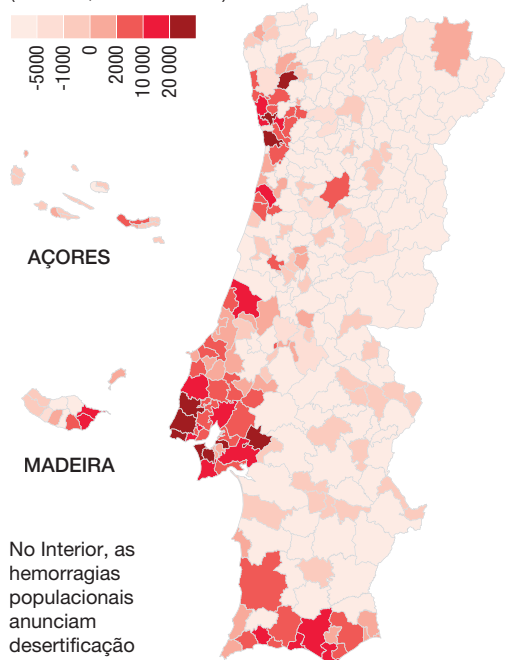 -5000
-1000
0
2000
10 000
20 000
AÇORES
MADEIRA
No Interior, as
hemorragias
populacionais
anunciam
desertificação